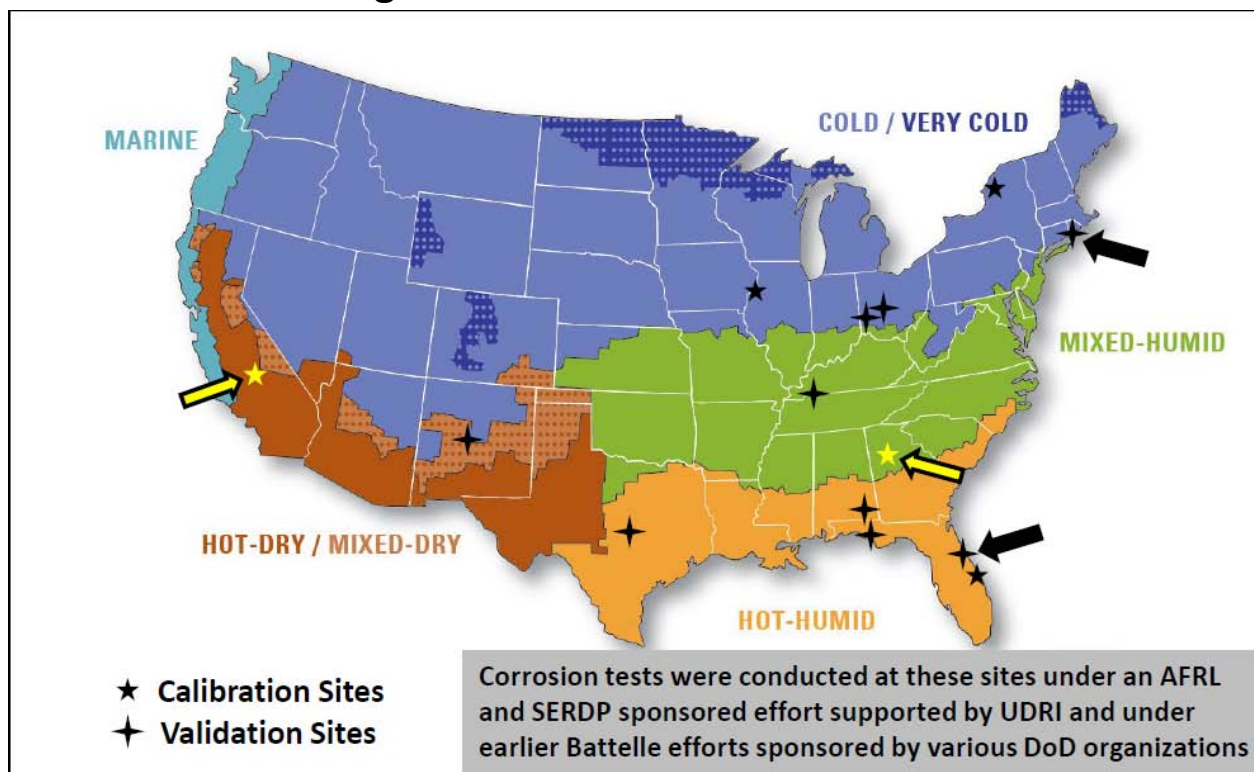 MARINE
COLD / VERY COLD
MIXED-HUMID
HOT-DRY / MIXED-DRY
HOT-HUMID
Calibration Sites
Validation Sites
Corrosion tests were conducted at these sites under an AFRL
and SERDP sponsored effort supported by UDRI and under
earlier Battelle efforts sponsored by various DoD organizations